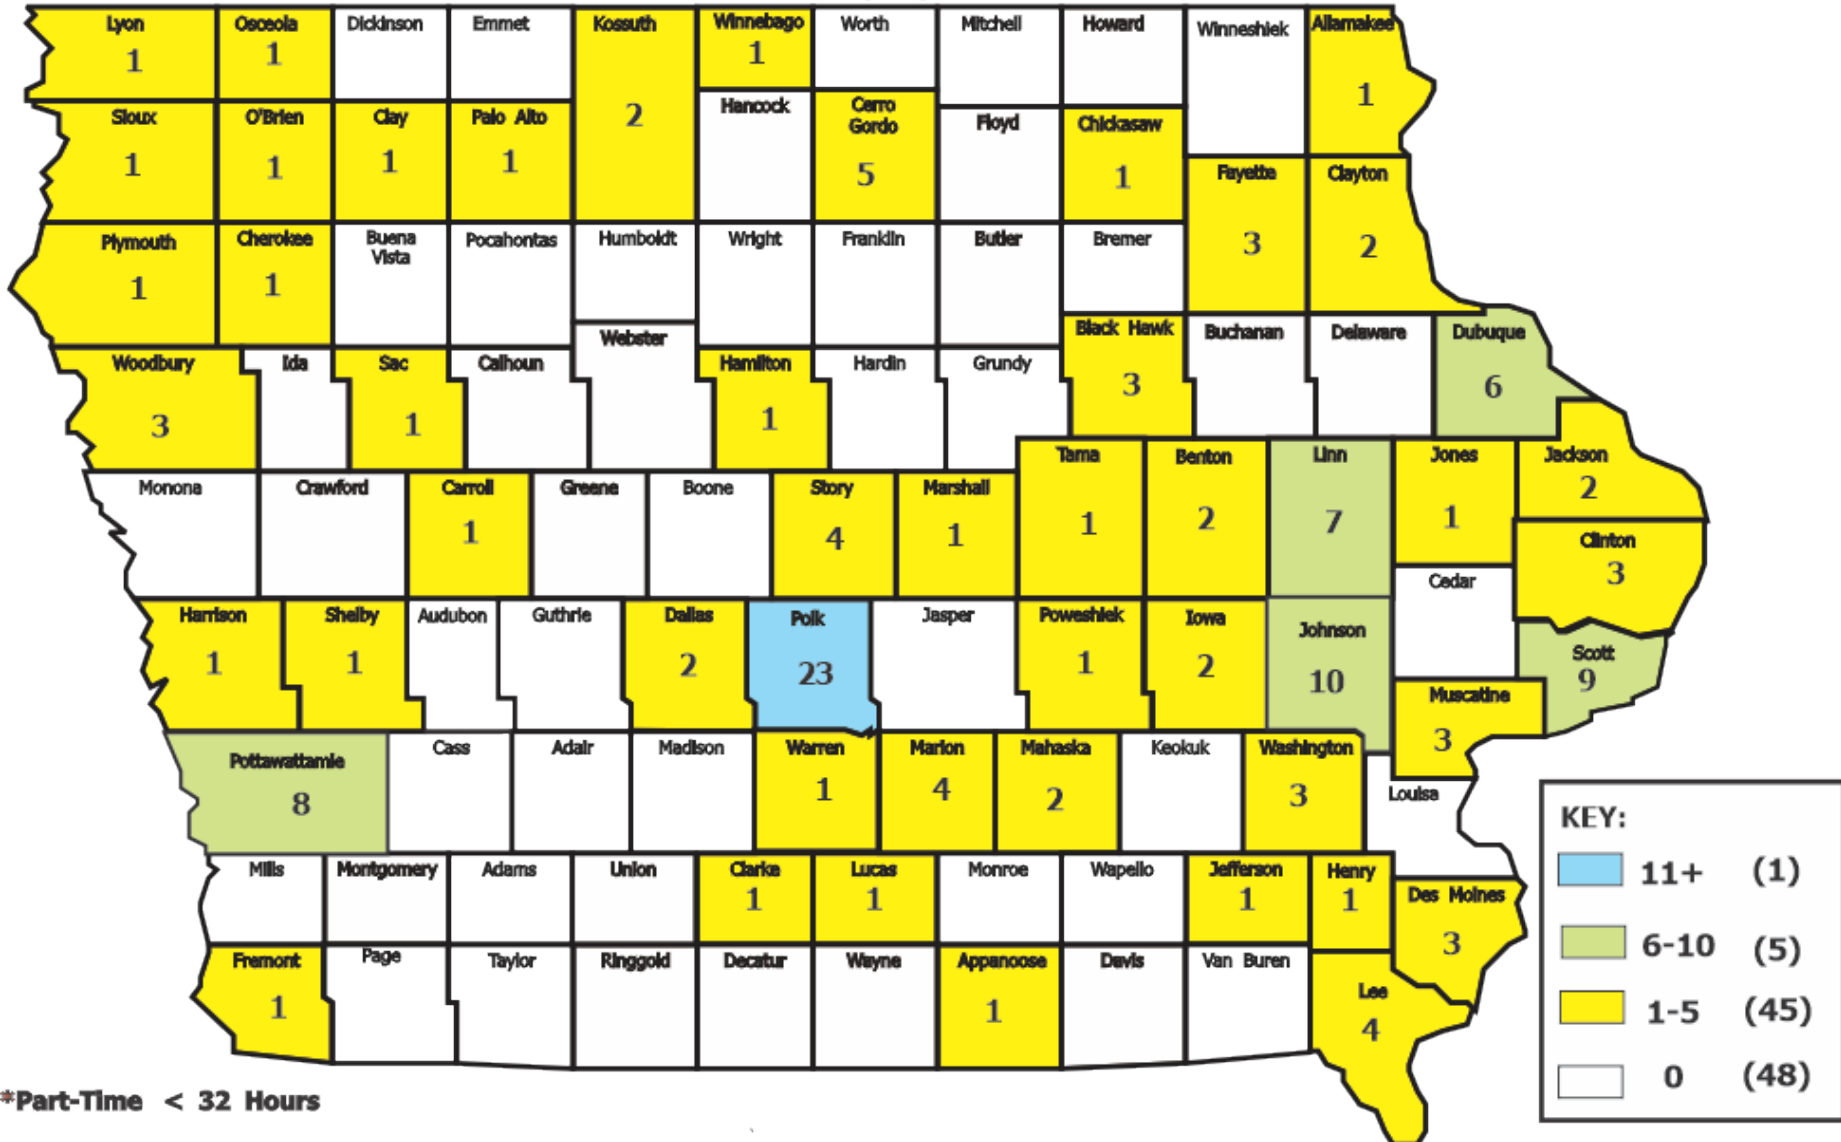 Lyon
1
Osceola
1
Dickinson
Emmet
Kossuth
2
Winnebago
1
Worth
Mitchell
Howard
Winneshiek
Allamakee
1
Sioux
1
O'Brien
1
Clay
1
Palo Alto
1
Hancock
Cerro
Gordo
5
Floyd
Chickasaw
1
Fayette
3
Clayton
2
Plymouth
1
Cherokee
1
Buena
Vista
Pocahontas
Humboldt
Wright
Franklin
Butler
Bremer
Woodbury
3
Ida
Sac
1
Calhoun
Webster
Hamilton
1
Hardin
Grundy
Black Hawk
3
Buchanan
Delaware
Dubuque
6
Monona
Crawford
Carroll
1
Greene
Boone
Story
4
Marshall
1
Tama
1
Benton
2
Linn
7
Jones
1
Jackson
2
Clinton
3
Cedar
Harrison
1
Shelby
1
Audubon
Guthrie
Dallas
2
Polk
23
Jasper
Poweshiek
1
Iowa
2
Johnson
10
Scott
9
Muscatine
3
Pottawattamie
8
Cass
Adair
Madison
Warren
1
Marion
4
Mahaska
2
Keokuk
Washington
3
Louisa
Mills
Montgomery
Adams
Union
Clarke
1
Lucas
1
Monroe
Wapello
Jefferson
1
Henry
1
Des Moines
3
Fremont
1
Page
Taylor
Ringgold
Decatur
Wayne
Appanoose
1
Davis
Van Buren
Lee
4
KEY:
11+ (1)
6-10 (5)
1-5 (45)
0 (48)
*Part-Time < 32 Hours